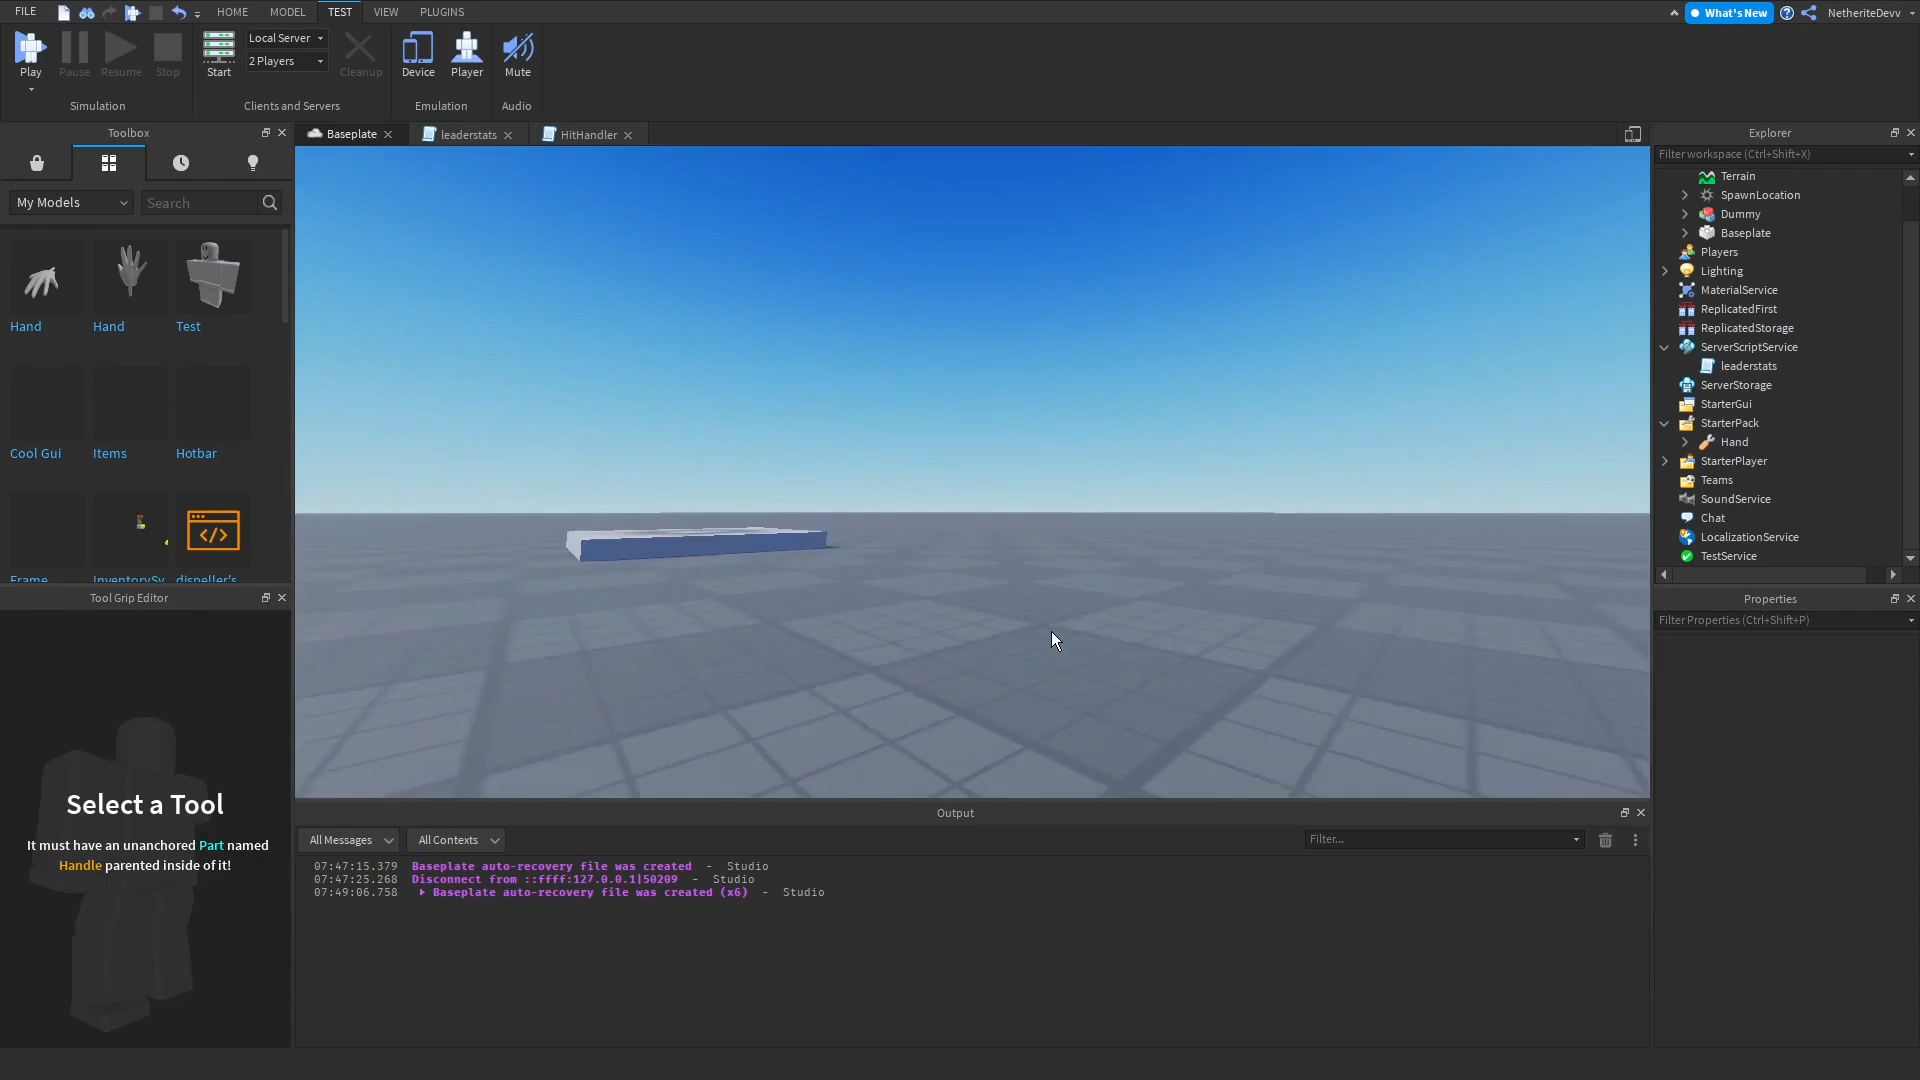 FILE
HOME
MODEL
TEST
VIEW
PLUGINS
What's New
NetheriteDevv
Play
Pause
Resume
Stop
Simulation
Start
Local Server
2 Players
Cleanup
Clients and Servers
Device
Player
Emulation
Mute
Audio
Toolbox
My Models
Search
Hand
Hand
Test
Cool Gui
Items
Hotbar
Frame
InventorySy
dispeller's
Tool Grip Editor
Select a Tool
It must have an unanchored Part named
Handle parented inside of it!
Baseplate
leaderstats
HitHandler
Output
All Messages
All Contexts
Filter...
07:47:15.379 Baseplate auto-recovery file was created - Studio
07:47:25.268 Disconnect from ::ffff:127.0.0.1|50209 - Studio
07:49:06.758 Baseplate auto-recovery file was created (x6) - Studio
Explorer
Filter workspace (Ctrl+Shift+X)
Terrain
SpawnLocation
Dummy
Baseplate
Players
Lighting
MaterialService
ReplicatedFirst
ReplicatedStorage
ServerScriptService
leaderstats
ServerStorage
StarterGui
StarterPack
Hand
StarterPlayer
Teams
SoundService
Chat
LocalizationService
TestService
Properties
Filter Properties (Ctrl+Shift+P)